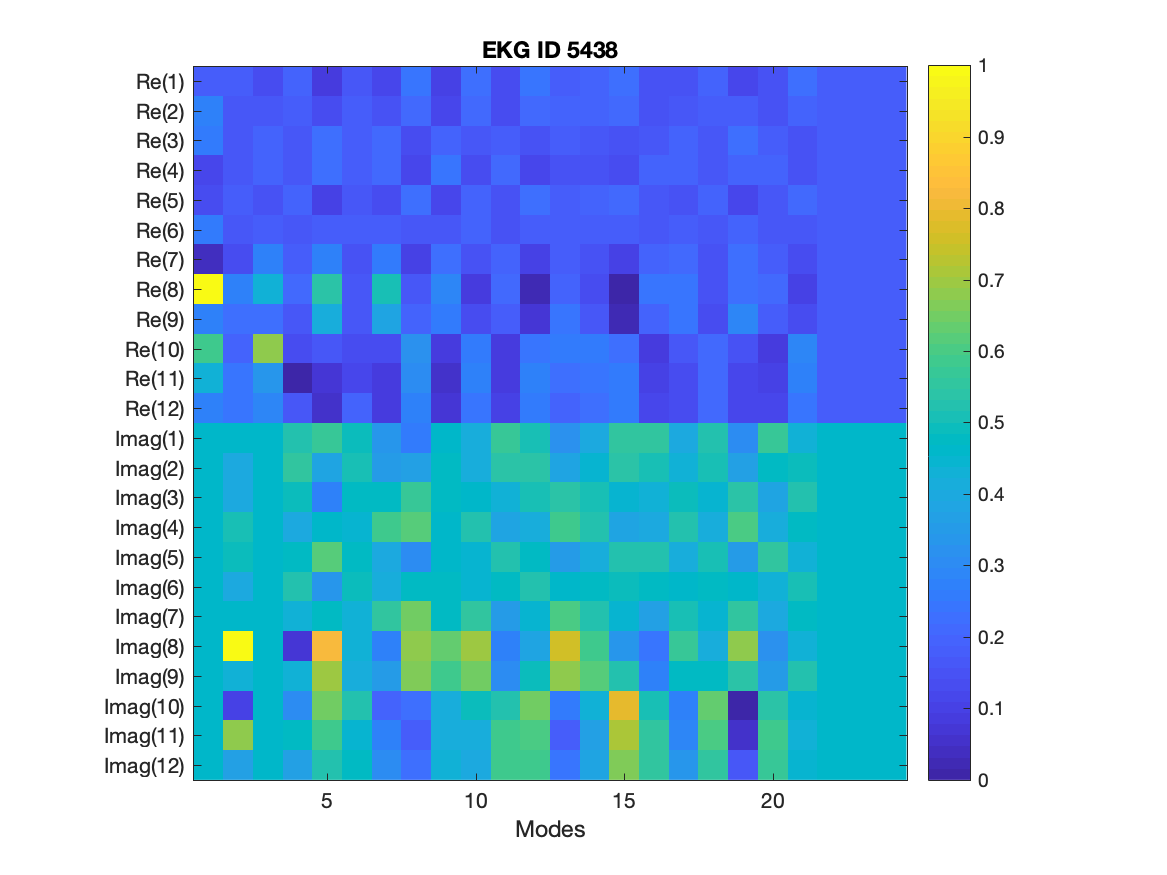 EKG ID 5438
Re(1)
Re(2)
Re(3)
Re(4)
Re(5)
Re(6)
Re(7)
Re(8)
Re(9)
Re(10)
Re(11)
Re(12)
Imag(1)
Imag(2)
Imag(3)
Imag(4)
Imag(5)
Imag(6)
Imag(7)
Imag(8)
Imag(9)
Imag(10)
Imag(11)
Imag(12)
5 10 15 20
Modes
1
0.9
0.8
0.7
0.6
0.5
0.4
0.3
0.2
0.1
0